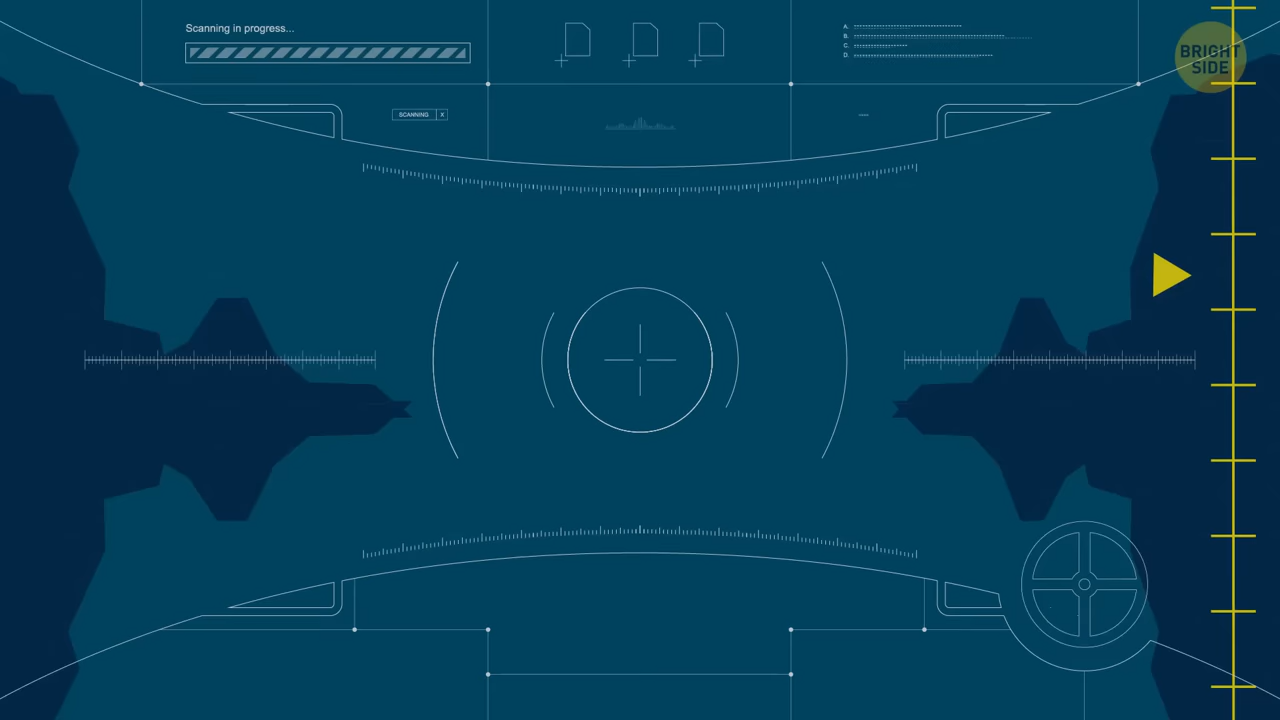 Scanning in progress...
A.
B.
C.
D.
BRIGHT
SIDE
SCANNING X